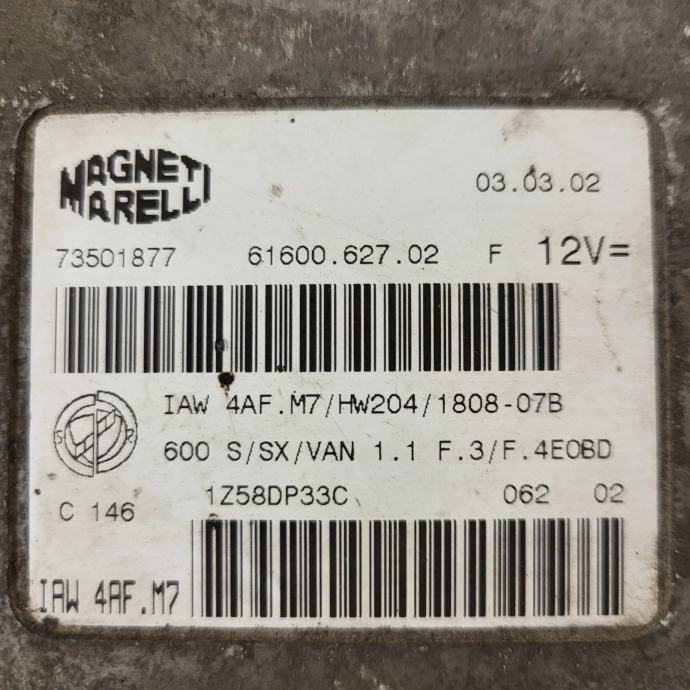 MAGNETI
MARELLI
03.03.02
73501877 61600.627.02 F 12V=
IAW 4AF.M7/HW204/1808-07B
S R
600 S/SX/VAN 1.1 F.3/F.4EOBD
1Z58DP33C 062 02
C 146
IAW 4AF.M7